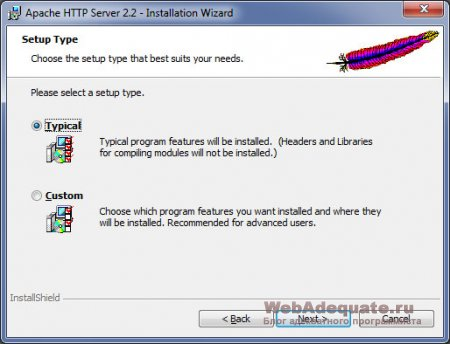 Apache HTTP Server 2.2 - Installation Wizard
Setup Type
Choose the setup type that best suits your needs.
Please select a setup type.
Typical
Typical program features will be installed. (Headers and Libraries
for compiling modules will not be installed.)
Custom
Choose which program features you want installed and where they
will be installed. Recommended for advanced users.
InstallShield
WebAdequate.ru
Блог адекватного программиста
< Back
Next >
Cancel